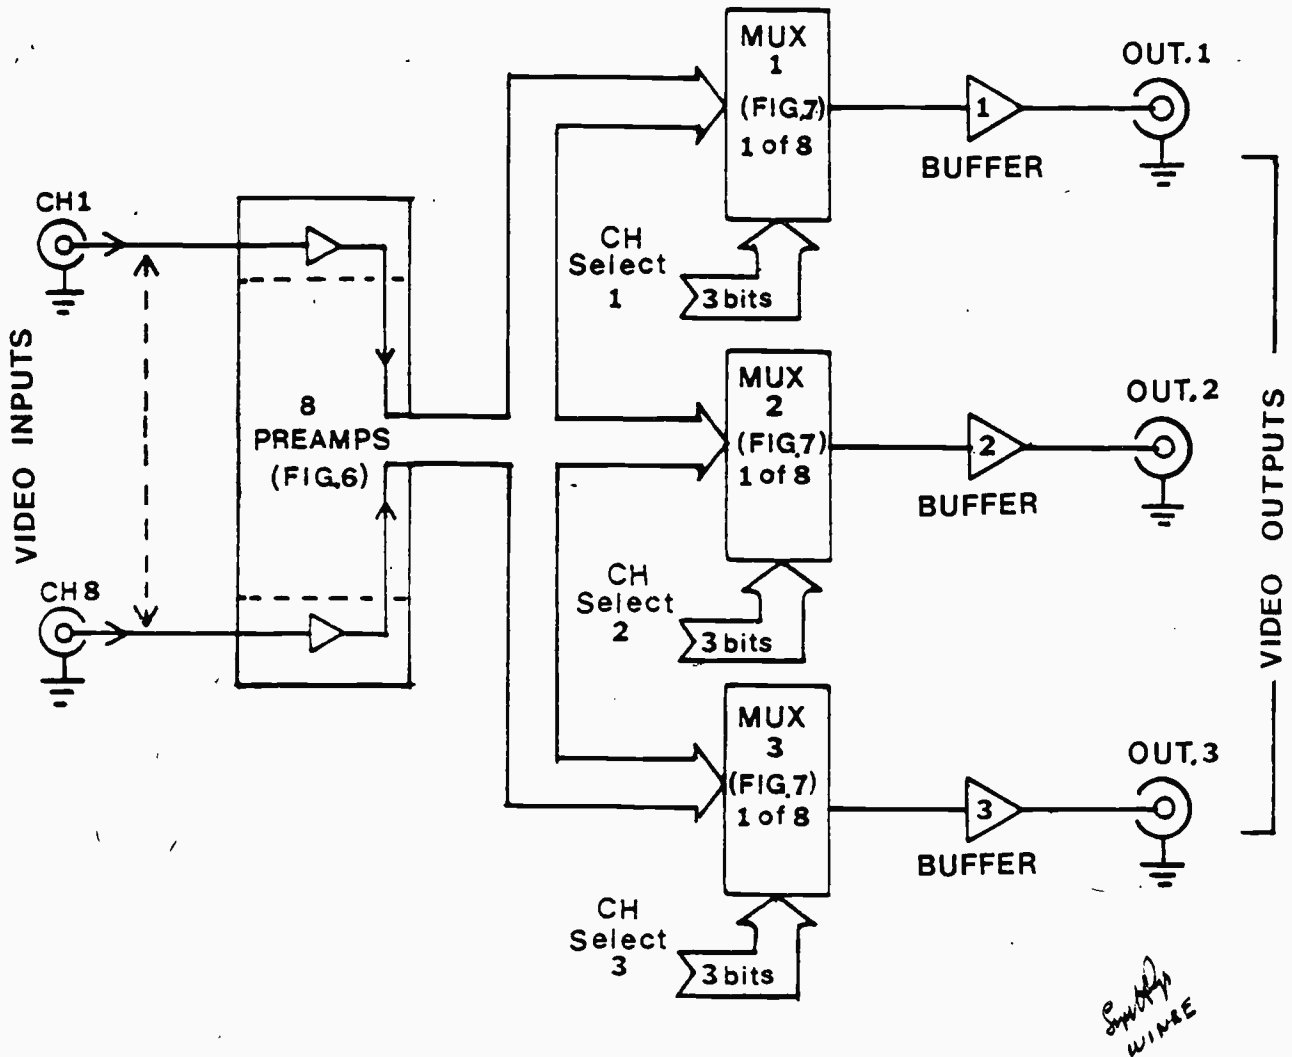 VIDEO INPUTS
CH1
CH8
8
PREAMPS
(FIG.6)
MUX
1
(FIG.7)
1 of 8
CH
Select
1
3 bits
1
BUFFER
OUT.1
MUX
2
(FIG.7)
1 of 8
CH
Select
2
3 bits
2
BUFFER
OUT.2
MUX
3
(FIG.7)
1 of 8
CH
Select
3
3 bits
3
BUFFER
OUT.3
VIDEO OUTPUTS